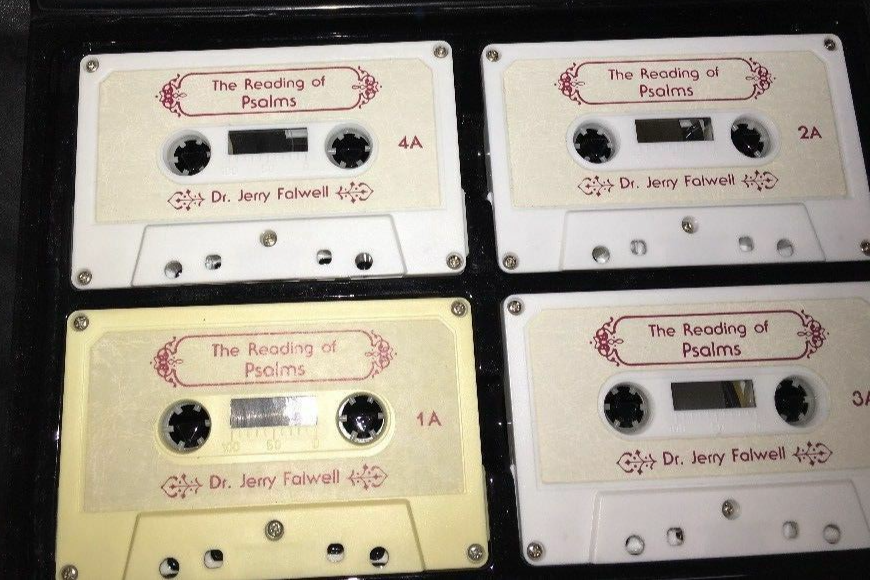 The Reading of
Psalms
4A
Dr. Jerry Falwell
The Reading of
Psalms
2A
Dr. Jerry Falwell
The Reading of
Psalms
1A
100 50 0
Dr. Jerry Falwell
The Reading of
Psalms
3A
Dr. Jerry Falwell